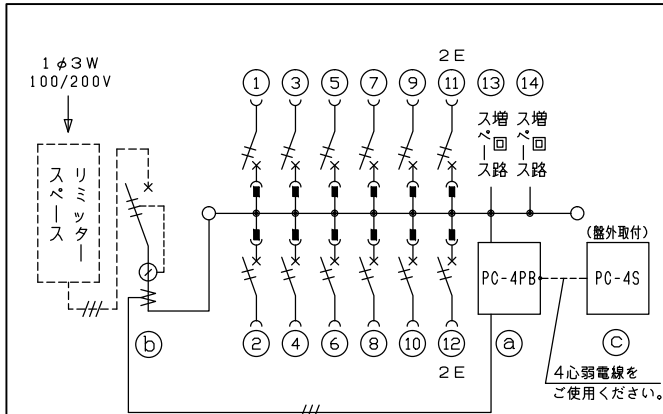 1φ3W
100/200V
リミッター
スペース
2E
① ③ ⑤ ⑦ ⑨ ⑪ ⑬ ⑭
増回路
スペース
増回路
スペース
(盤外取付)
PC-4PB
PC-4S
ⓑ ② ④ ⑥ ⑧ ⑩ ⑫ ⓐ ⓒ
2E
4心弱電線を
ご使用ください。